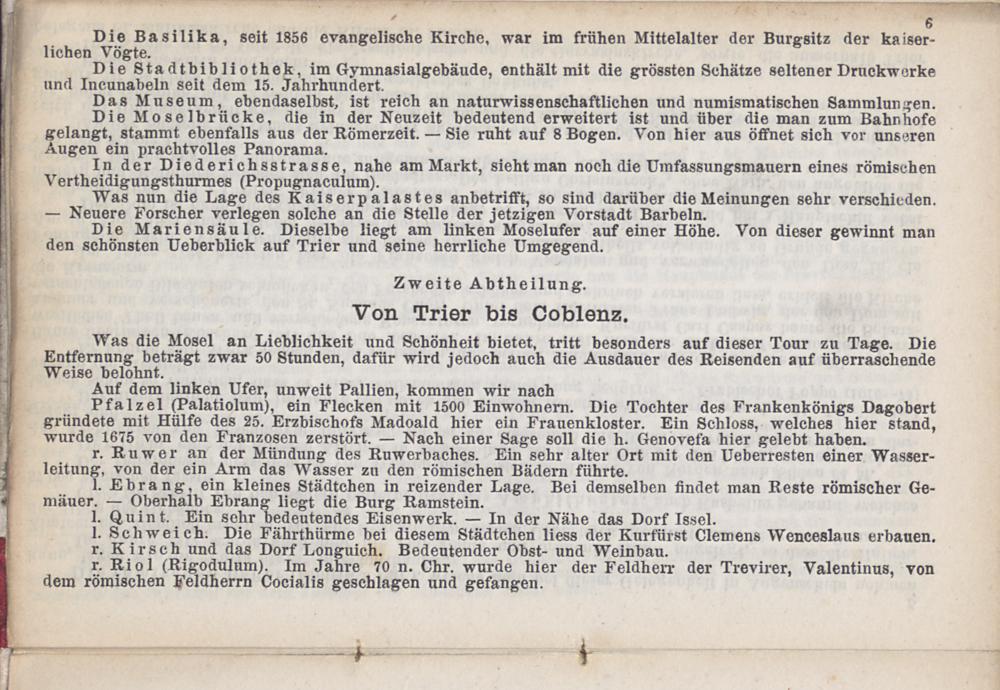 6
Die Basilika, seit 1856 evangelische Kirche, war im frühen Mittelalter der Burgsitz der kaiser-
lichen Vögte.
Die Stadtbibliothek, im Gymnasialgebäude, enthält mit die grössten Schätze seltener Druckwerke
und Incunabeln seit dem 15. Jahrhundert.
Das Museum, ebendaselbst, ist reich an naturwissenschaftlichen und numismatischen Sammlungen.
Die Moselbrücke, die in der Neuzeit bedeutend erweitert ist und über die man zum Bahnhofe
gelangt, stammt ebenfalls aus der Römerzeit. — Sie ruht auf 8 Bogen. Von hier aus öffnet sich vor unseren
Augen ein prachtvolles Panorama.
In der Diederichsstrasse, nahe am Markt, sieht man noch die Umfassungsmauern eines römischen
Vertheidigungsthurmes (Propugnaculum).
Was nun die Lage des Kaiserpalastes anbetrifft, so sind darüber die Meinungen sehr verschieden.
— Neuere Forscher verlegen solche an die Stelle der jetzigen Vorstadt Barbeln.
Die Mariensäule. Dieselbe liegt am linken Moselufer auf einer Höhe. Von dieser gewinnt man
den schönsten Ueberblick auf Trier und seine herrliche Umgegend.
Zweite Abtheilung.
Von Trier bis Coblenz.
Was die Mosel an Lieblichkeit und Schönheit bietet, tritt besonders auf dieser Tour zu Tage. Die
Entfernung beträgt zwar 50 Stunden, dafür wird jedoch auch die Ausdauer des Reisenden auf überraschende
Weise belohnt.
Auf dem linken Ufer, unweit Pallien, kommen wir nach
Pfalzel (Palatiolum), ein Flecken mit 1500 Einwohnern. Die Tochter des Frankenkönigs Dagobert
gründete mit Hülfe des 25. Erzbischofs Madoald hier ein Frauenkloster. Ein Schloss, welches hier stand,
wurde 1675 von den Franzosen zerstört. — Nach einer Sage soll die h. Genovefa hier gelebt haben.
r. Ruwer an der Mündung des Ruwerbaches. Ein sehr alter Ort mit den Ueberresten einer Wasser-
leitung, von der ein Arm das Wasser zu den römischen Bädern führte.
l. Ebrang, ein kleines Städtchen in reizender Lage. Bei demselben findet man Reste römischer Ge-
mäuer. — Oberhalb Ebrang liegt die Burg Ramstein.
l. Quint. Ein sehr bedeutendes Eisenwerk. — In der Nähe das Dorf Issel.
l. Schweich. Die Fährthürme bei diesem Städtchen liess der Kurfürst Clemens Wenceslaus erbauen.
r. Kirsch und das Dorf Longuich. Bedeutender Obst- und Weinbau.
r. Riol (Rigodulum). Im Jahre 70 n. Chr. wurde hier der Feldherr der Trevirer, Valentinus, von
dem römischen Feldherrn Cocialis geschlagen und gefangen.